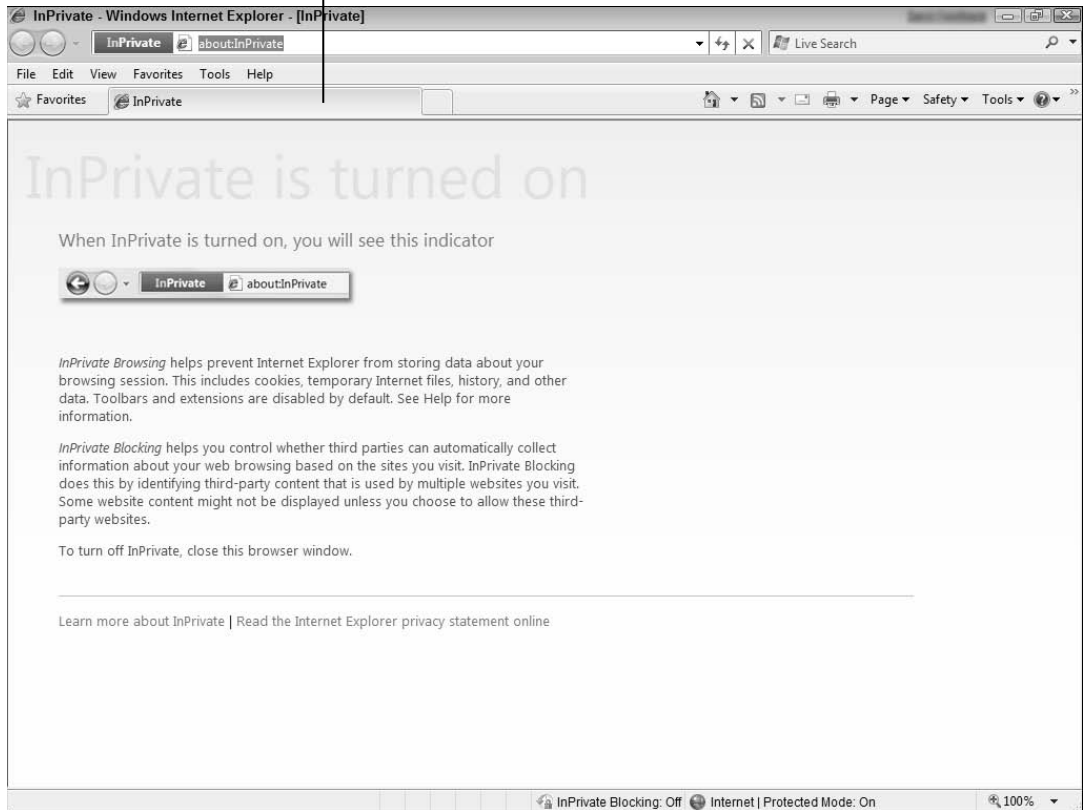 InPrivate - Windows Internet Explorer - [InPrivate]
InPrivate about:InPrivate Live Search
File Edit View Favorites Tools Help
Favorites InPrivate Page Safety Tools
InPrivate is turned on
When InPrivate is turned on, you will see this indicator
InPrivate about:InPrivate
InPrivate Browsing helps prevent Internet Explorer from storing data about your
browsing session. This includes cookies, temporary Internet files, history, and other
data. Toolbars and extensions are disabled by default. See Help for more
information.
InPrivate Blocking helps you control whether third parties can automatically collect
information about your web browsing based on the sites you visit. InPrivate Blocking
does this by identifying third-party content that is used by multiple websites you visit.
Some website content might not be displayed unless you choose to allow these third-
party websites.
To turn off InPrivate, close this browser window.
Learn more about InPrivate | Read the Internet Explorer privacy statement online
InPrivate Blocking: Off Internet | Protected Mode: On 100%